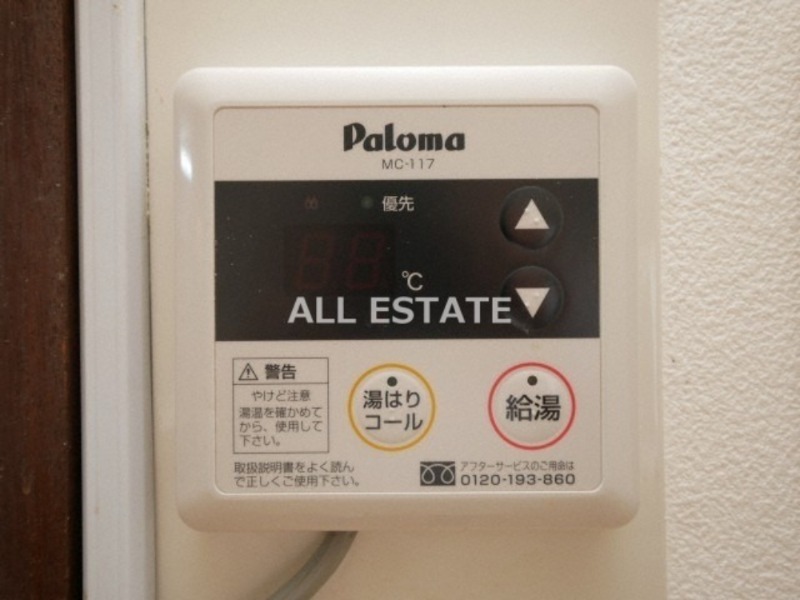 Paloma
MC-117
優先
℃
ALL ESTATE
警告
やけど注意
湯温を確かめて
から、使用して
下さい。
湯はり
コール
給湯
取扱説明書をよく読ん
で正しくご使用下さい。
アフターサービスのご用命は
0120-193-860